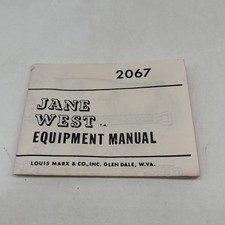 2067
JANE
WEST T.M.
EQUIPMENT MANUAL
LOUIS MARX & CO., INC. GLEN DALE, W.VA.